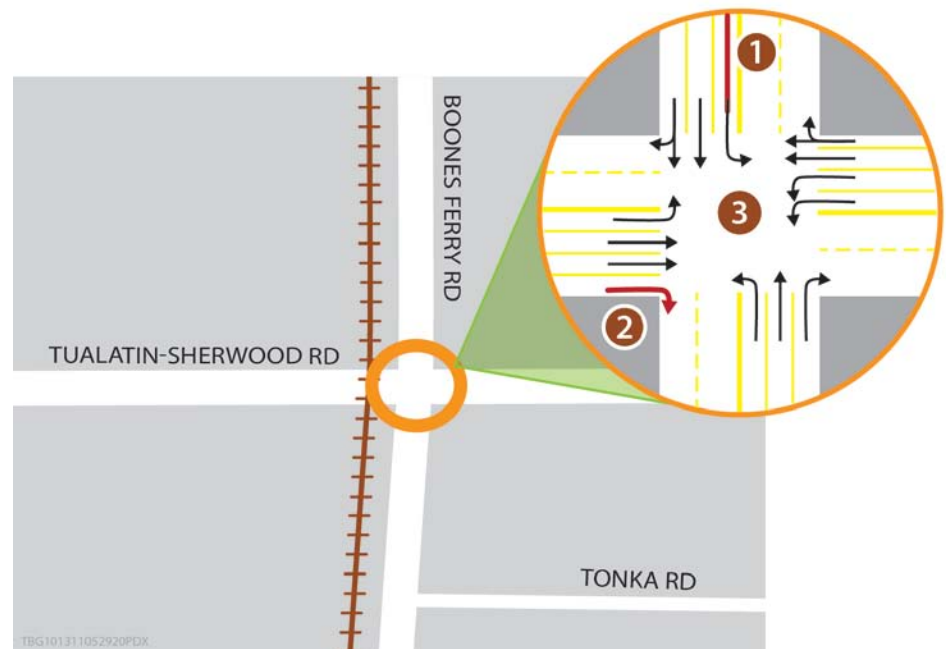 1
BOONES FERRY RD
3
2
TUALATIN-SHERWOOD RD
TONKA RD
TBG101311052920PDX